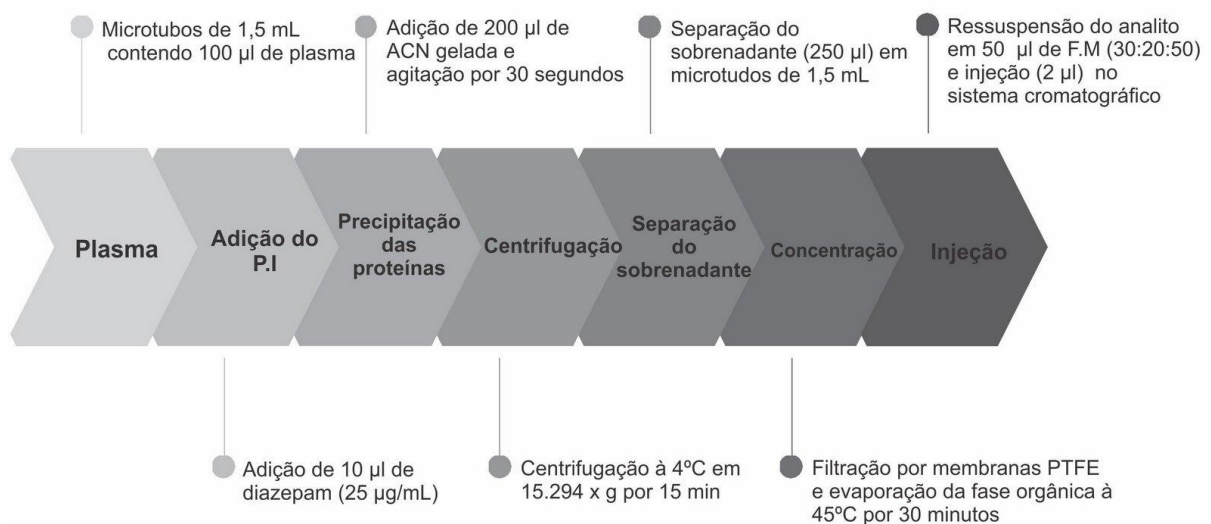 Microtubos de 1,5 mL
contendo 100 µl de plasma
Adição de 200 µl de
ACN gelada e
agitação por 30 segundos
Separação do
sobrenadante (250 µl) em
microtudos de 1,5 mL
Ressuspensão do analito
em 50 µl de F.M (30:20:50)
e injeção (2 µl) no
sistema cromatográfico
Plasma
Adição do
P.I
Precipitação
das
proteínas
Centrifugação
Separação
do
sobrenadante
Concentração
Injeção
Adição de 10 µl de
diazepam (25 µg/mL)
Centrifugação à 4ºC em
15.294 x g por 15 min
Filtração por membranas PTFE
e evaporação da fase orgânica à
45ºC por 30 minutos